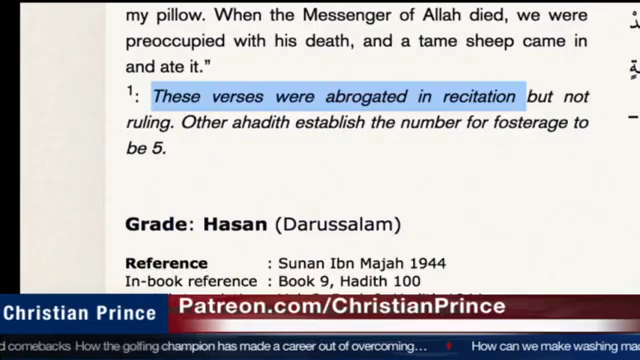 my pillow. When the Messenger of Allah died, we were
preoccupied with his death, and a tame sheep came in
and ate it."
1: These verses were abrogated in recitation but not
ruling. Other ahadith establish the number for fosterage to
be 5.
Grade: Hasan (Darussalam)
Reference : Sunan Ibn Majah 1944
In-book reference : Book 9, Hadith 100
Christian Prince
Patreon.com/ChristianPrince
d comebacks How the golfing champion has made a career out of overcoming... How can we make washing ma